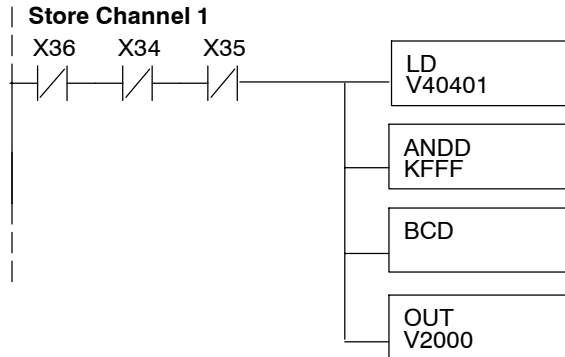 Store Channel 1
X36 X34 X35
LD
V40401
ANDD
KFFF
BCD
OUT
V2000